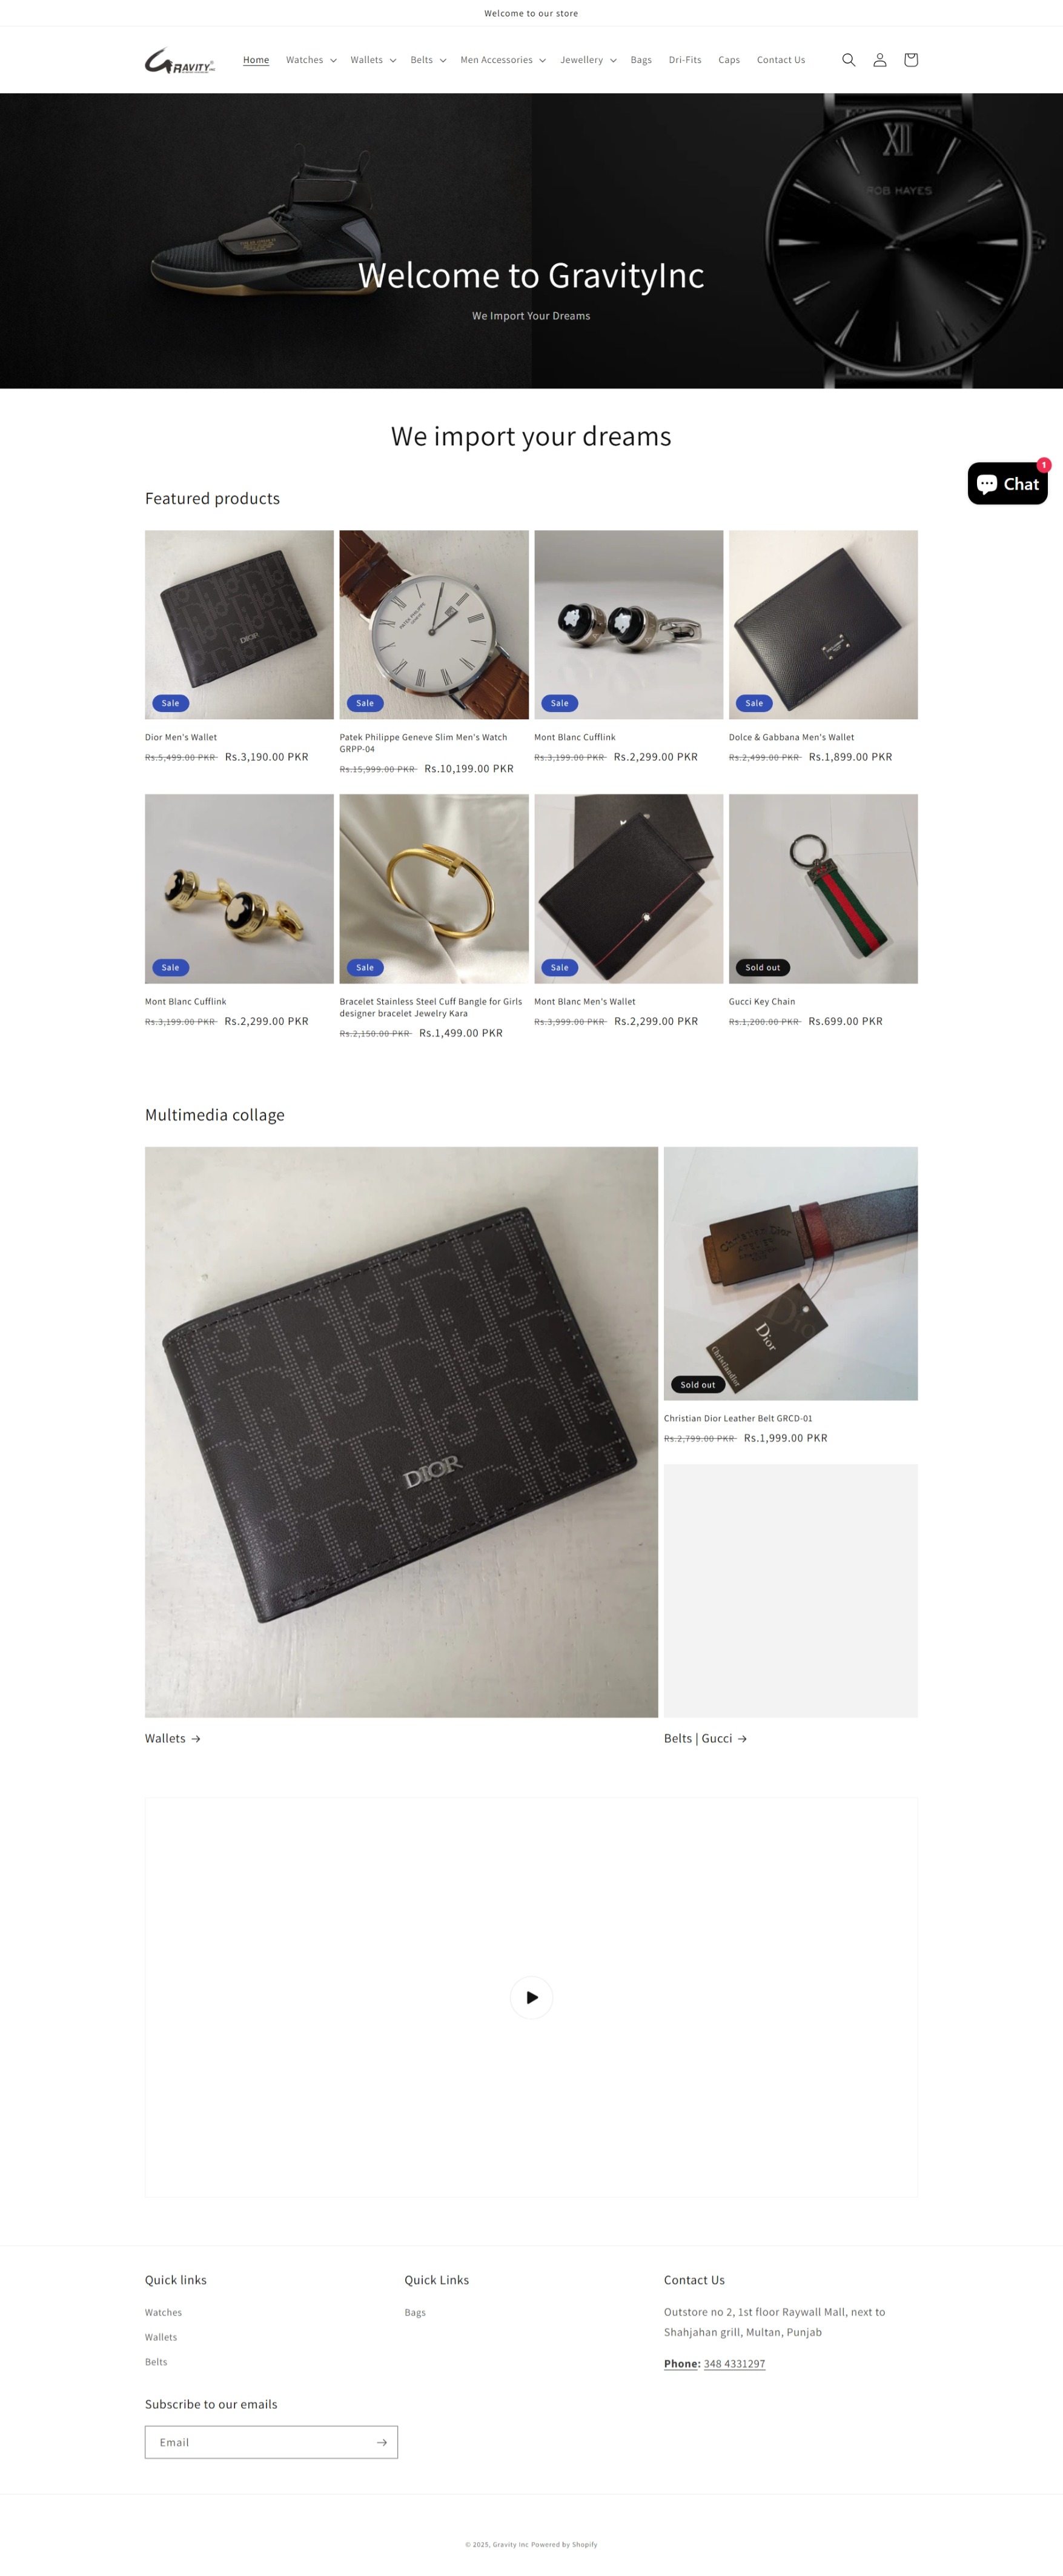 Welcome to our store
GRAVITY INC
Home Watches Wallets Belts Men Accessories Jewellery Bags Dri-Fits Caps Contact Us
XII
ROB HAYES
Welcome to GravityInc
We Import Your Dreams
We import your dreams
1
Chat
Featured products
DIOR
PATEK PHILIPPE
GENEVE
Sale
Sale
Sale
Sale
Dior Men's Wallet
Rs.5,499.00 PKR Rs.3,190.00 PKR
Patek Philippe Geneve Slim Men's Watch
GRPP-04
Rs.15,999.00 PKR Rs.10,199.00 PKR
Mont Blanc Cufflink
Rs.3,199.00 PKR Rs.2,299.00 PKR
Dolce & Gabbana Men's Wallet
Rs.2,499.00 PKR Rs.1,899.00 PKR
Sale
Sale
Sale
Sold out
Mont Blanc Cufflink
Rs.3,199.00 PKR Rs.2,299.00 PKR
Bracelet Stainless Steel Cuff Bangle for Girls
designer bracelet Jewelry Kara
Rs.2,150.00 PKR Rs.1,499.00 PKR
Mont Blanc Men's Wallet
Rs.3,999.00 PKR Rs.2,299.00 PKR
Gucci Key Chain
Rs.1,200.00 PKR Rs.699.00 PKR
Multimedia collage
DIOR
Christian Dior
Dior
Christiandior
Sold out
Christian Dior Leather Belt GRCD-01
Rs.2,799.00 PKR Rs.1,999.00 PKR
Wallets →
Belts | Gucci →
Quick links
Watches
Wallets
Belts
Quick Links
Bags
Contact Us
Outstore no 2, 1st floor Raywall Mall, next to
Shahjahan grill, Multan, Punjab
Phone: 348 4331297
Subscribe to our emails
Email
© 2025, Gravity Inc Powered by Shopify